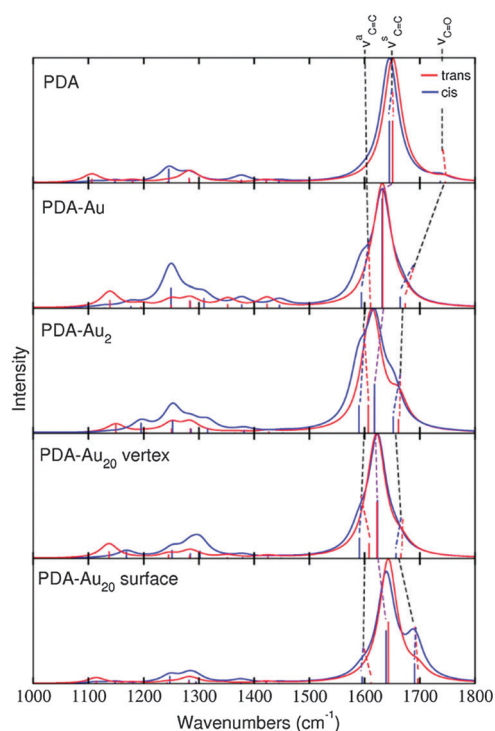 ν^a_C=C
ν^s_C=C
ν_C=O
PDA
trans
cis
PDA-Au
PDA-Au₂
Intensity
PDA-Au₂₀ vertex
PDA-Au₂₀ surface
1000 1100 1200 1300 1400 1500 1600 1700 1800
Wavenumbers (cm⁻¹)